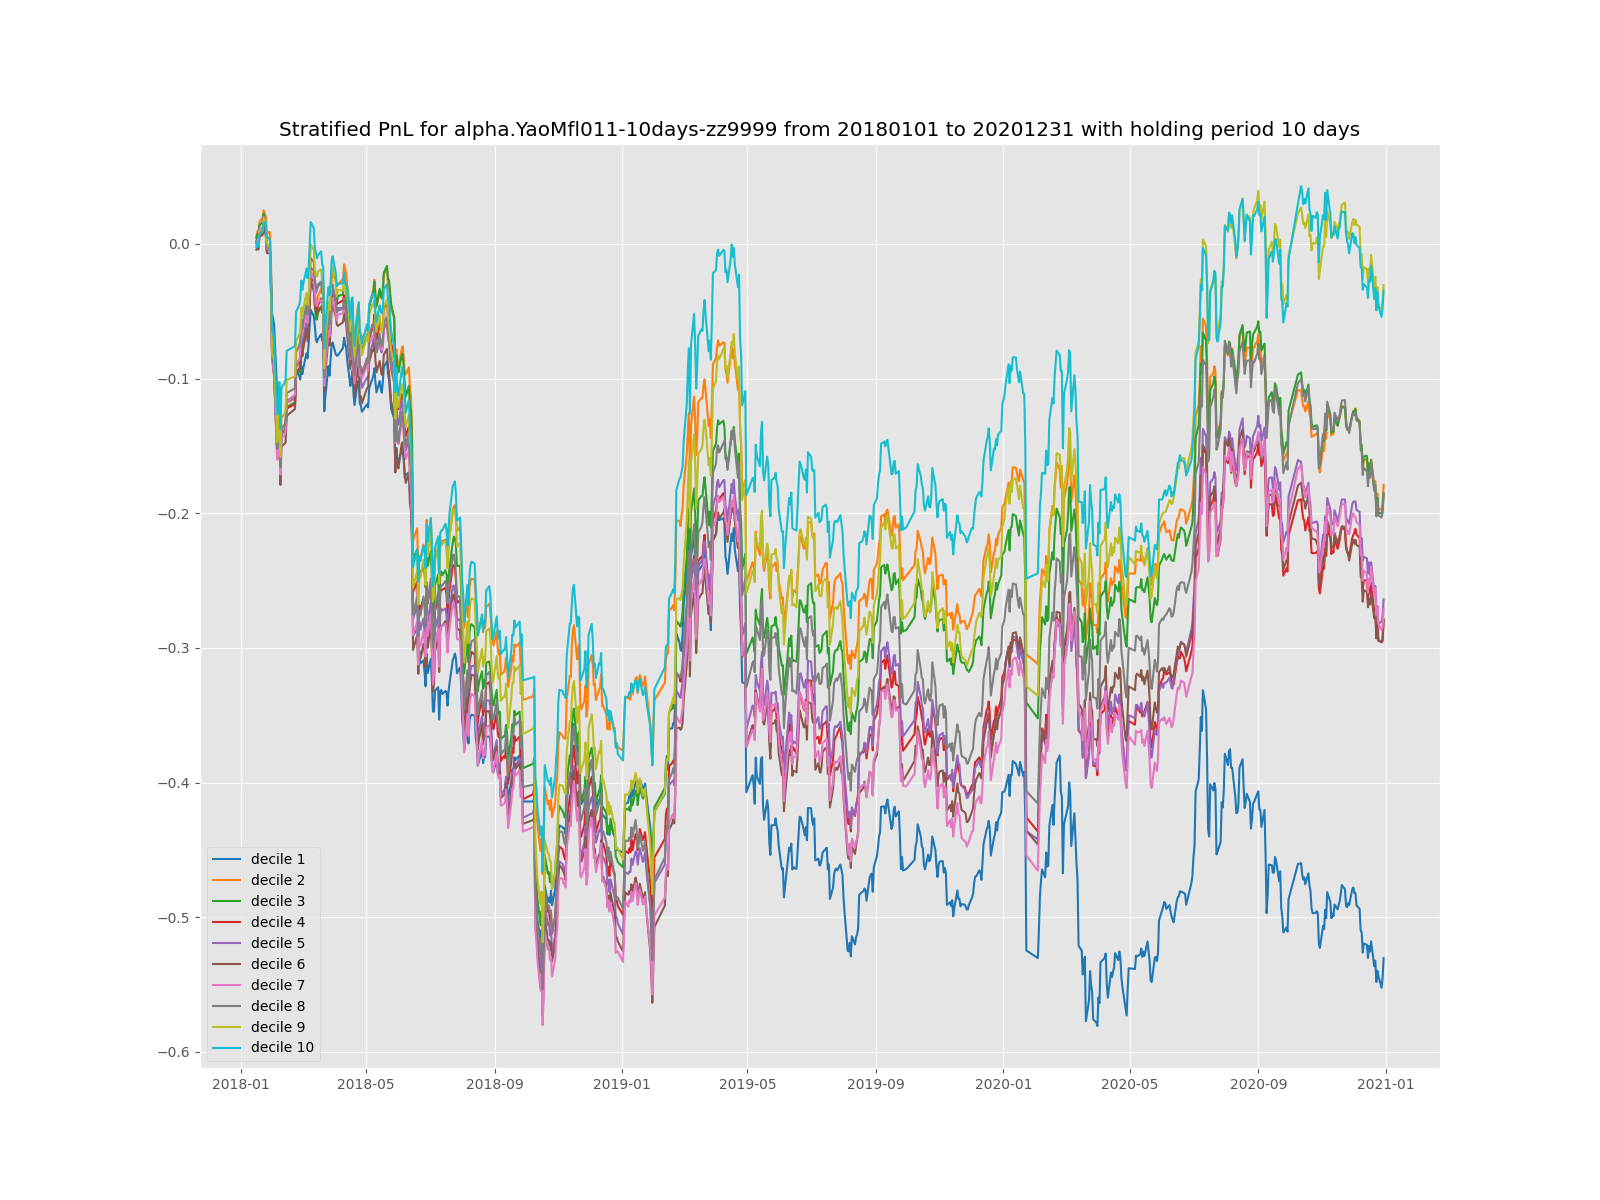 Stratified PnL for alpha.YaoMfl011-10days-zz9999 from 20180101 to 20201231 with holding period 10 days
0.0
−0.1
−0.2
−0.3
−0.4
−0.5
−0.6
decile 1
decile 2
decile 3
decile 4
decile 5
decile 6
decile 7
decile 8
decile 9
decile 10
2018-01 2018-05 2018-09 2019-01 2019-05 2019-09 2020-01 2020-05 2020-09 2021-01